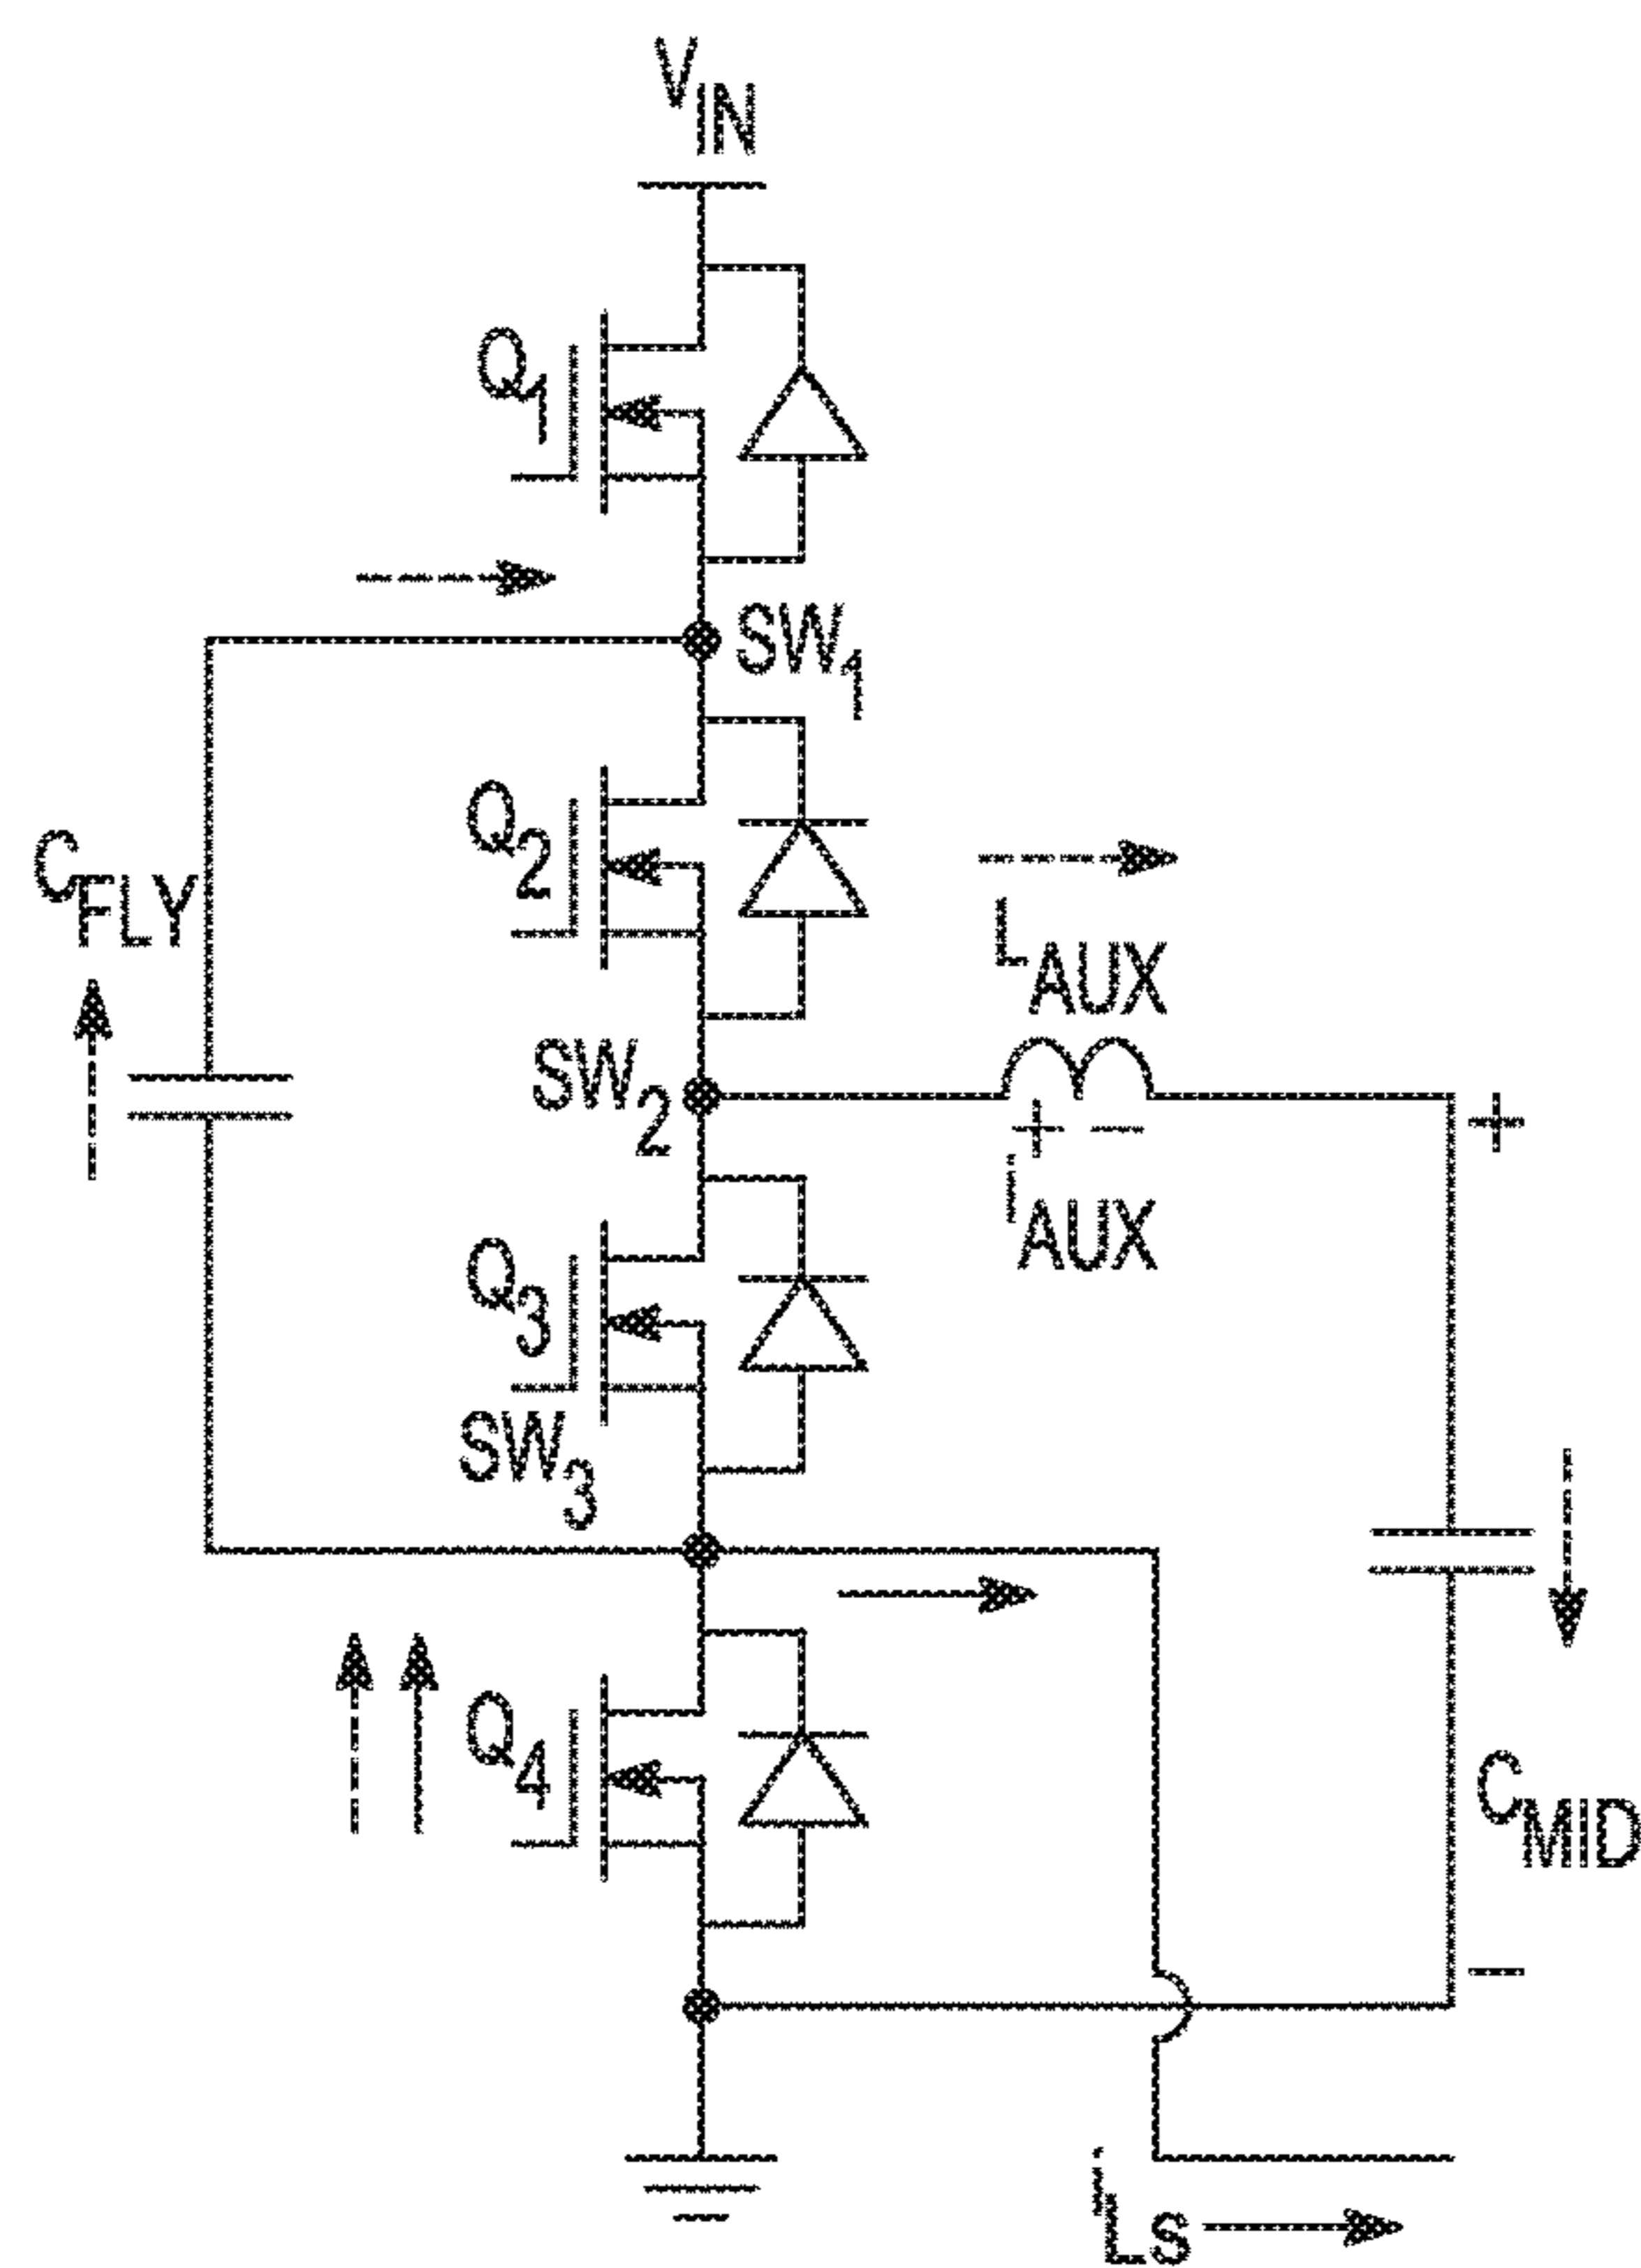 V_IN
Q_1
SW_1
Q_2
C_FLY
L_AUX
SW_2
+
+ −
i_AUX
Q_3
SW_3
Q_4
C_MID
−
i_LS